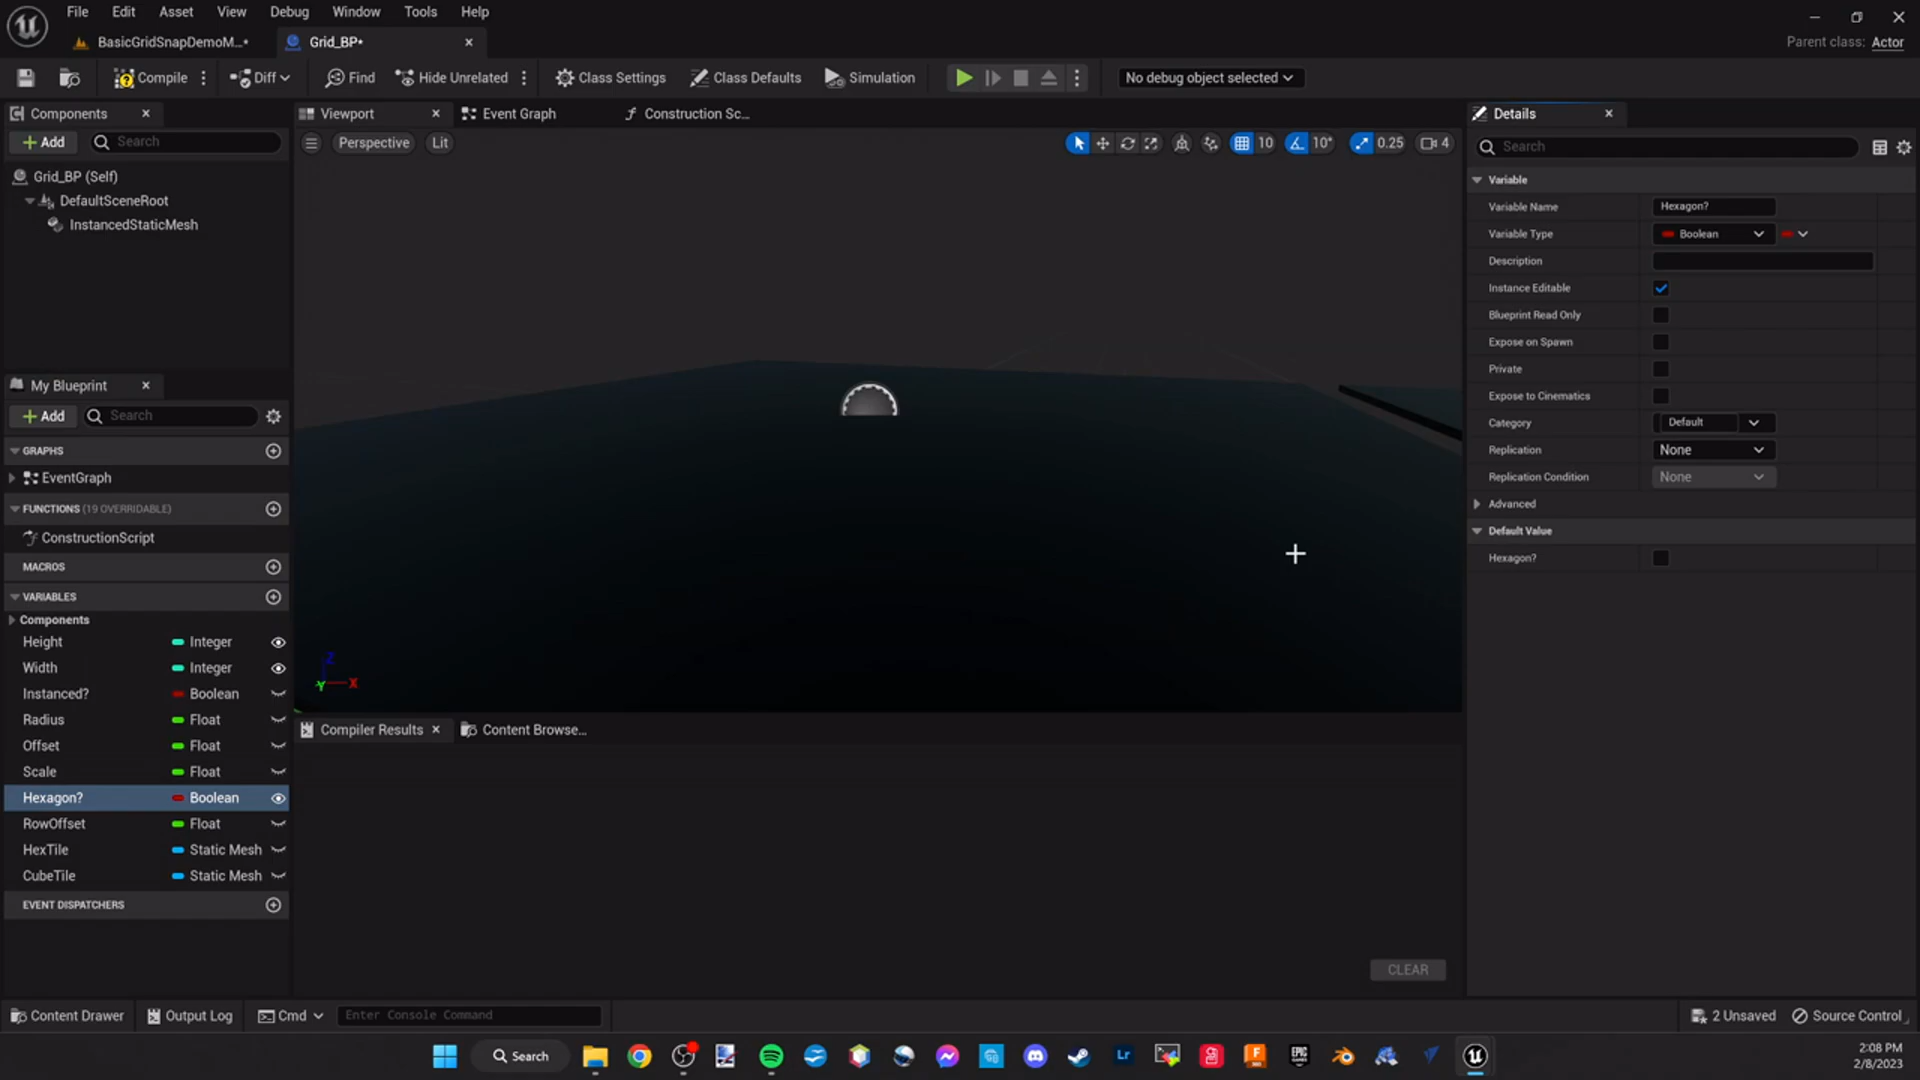 File Edit Asset View Debug Window Tools Help
BasicGridSnapDemoM...*
Grid_BP*
Parent class: Actor
Compile
Diff
Find
Hide Unrelated
Class Settings
Class Defaults
Simulation
No debug object selected
Components
Add
Search
Grid_BP (Self)
DefaultSceneRoot
InstancedStaticMesh
My Blueprint
Add
Search
GRAPHS
EventGraph
FUNCTIONS (19 OVERRIDABLE)
ConstructionScript
MACROS
VARIABLES
Components
Height Integer
Width Integer
Instanced? Boolean
Radius Float
Offset Float
Scale Float
Hexagon? Boolean
RowOffset Float
HexTile Static Mesh
CubeTile Static Mesh
EVENT DISPATCHERS
Viewport
Event Graph
Construction Sc...
Perspective
Lit
10
10°
0.25
4
Z
Y
X
Compiler Results
Content Browse...
CLEAR
Details
Search
Variable
Variable Name Hexagon?
Variable Type Boolean
Description
Instance Editable
Blueprint Read Only
Expose on Spawn
Private
Expose to Cinematics
Category Default
Replication None
Replication Condition None
Advanced
Default Value
Hexagon?
Content Drawer
Output Log
Cmd
Enter Console Command
2 Unsaved
Source Control
Search
Lr
EPIC
2:08 PM
2/8/2023